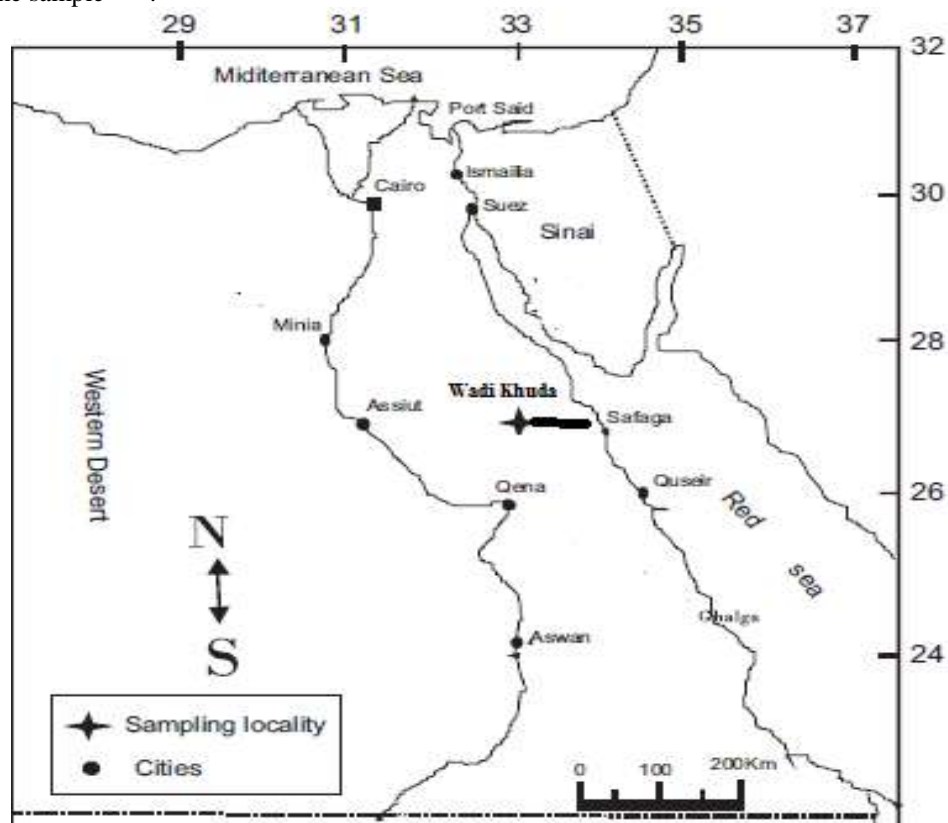 29 31 33 35 37
32
Miditerranean Sea
Port Said
Ismailia
Cairo
30
Suez
Sinai
Minia
28
Western Desert
Wadi Khuda
Assiut
Safaga
Qena
Quseir
26
Red
sea
N
Ghalga
S
Aswan
24
Sampling locality
Cities
0 100 200Km